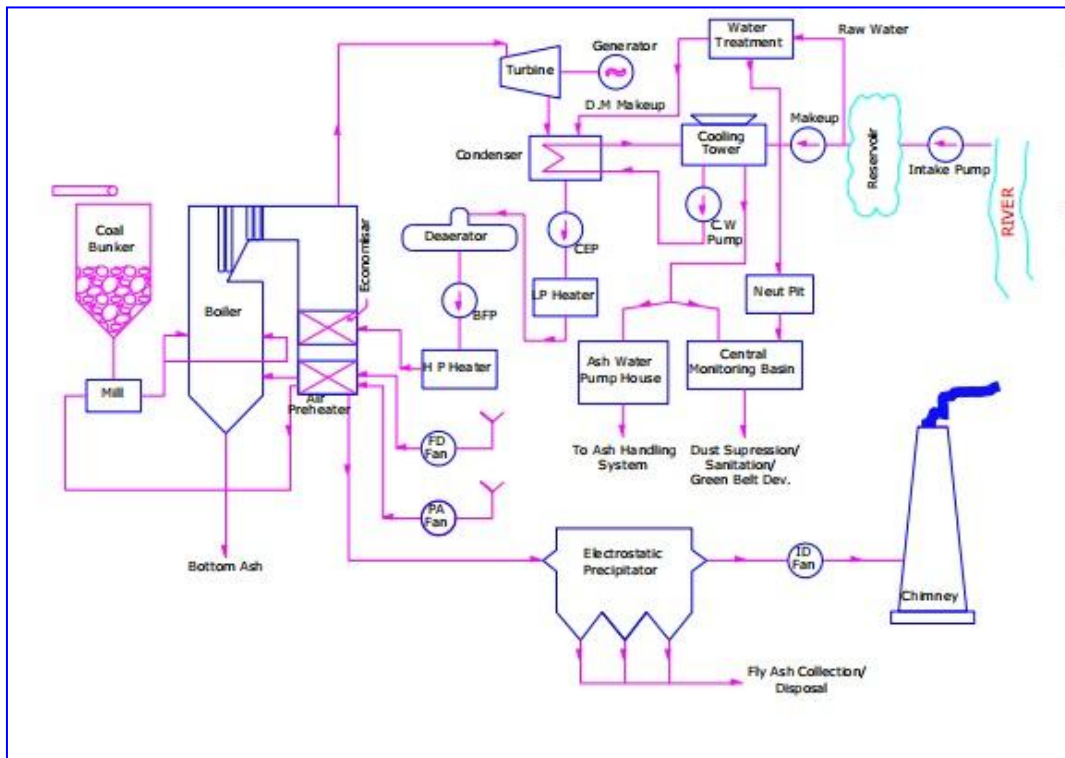 Generator
Turbine
Water
Treatment
Raw Water
D.M Makeup
Makeup
Cooling
Tower
Condenser
Reservoir
Intake Pump
RIVER
Coal
Bunker
Economisar
Deaerator
CEP
C.W
Pump
LP Heater
Neut Pit
Boiler
BFP
H P Heater
Ash Water
Pump House
Central
Monitoring Basin
Mill
Air
Preheater
FD
Fan
To Ash Handling
System
Dust Supression/
Sanitation/
Green Belt Dev.
PA
Fan
Bottom Ash
Electrostatic
Precipitator
ID
Fan
Chimney
Fly Ash Collection/
Disposal